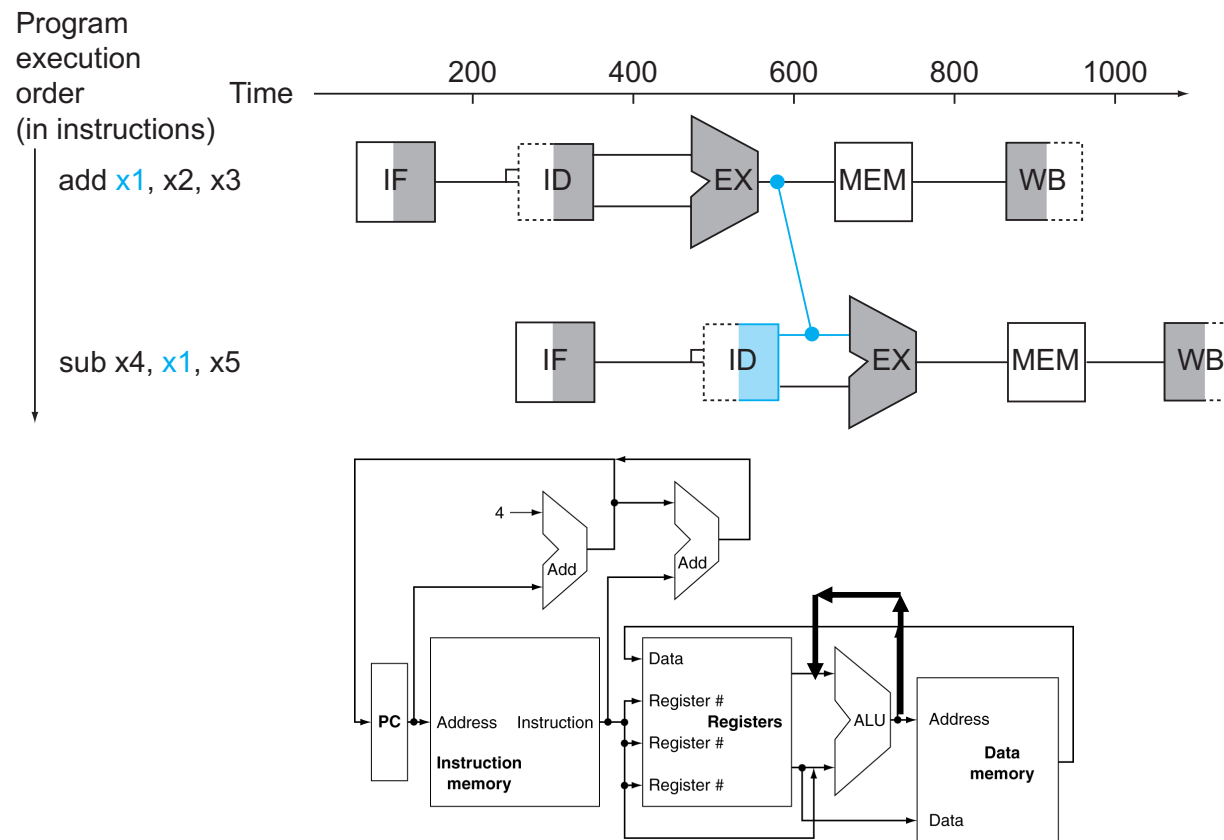 Program
execution
order
(in instructions)
Time
200 400 600 800 1000
add x1, x2, x3
IF ID EX MEM WB
sub x4, x1, x5
IF ID EX MEM WB
4
Add
Add
Data
Register #
PC
Address
Instruction
Registers
ALU
Address
Register #
Instruction
memory
Data
memory
Register #
Data